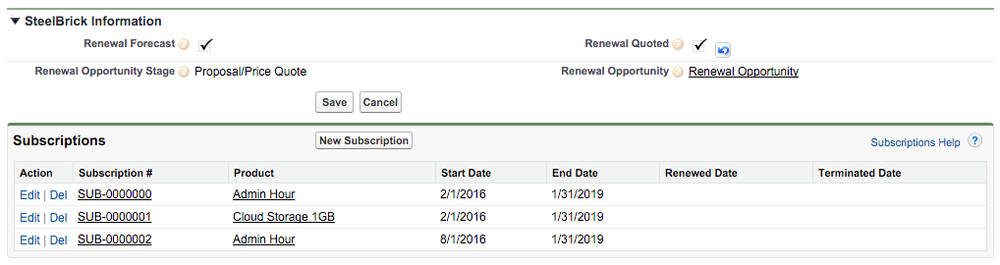 SteelBrick Information
Renewal Forecast ? Renewal Quoted ?
Renewal Opportunity Stage ? Proposal/Price Quote Renewal Opportunity ? Renewal Opportunity
Save Cancel
Subscriptions New Subscription Subscriptions Help ?
Action Subscription # Product Start Date End Date Renewed Date Terminated Date
Edit | Del SUB-0000000 Admin Hour 2/1/2016 1/31/2019
Edit | Del SUB-0000001 Cloud Storage 1GB 2/1/2016 1/31/2019
Edit | Del SUB-0000002 Admin Hour 8/1/2016 1/31/2019